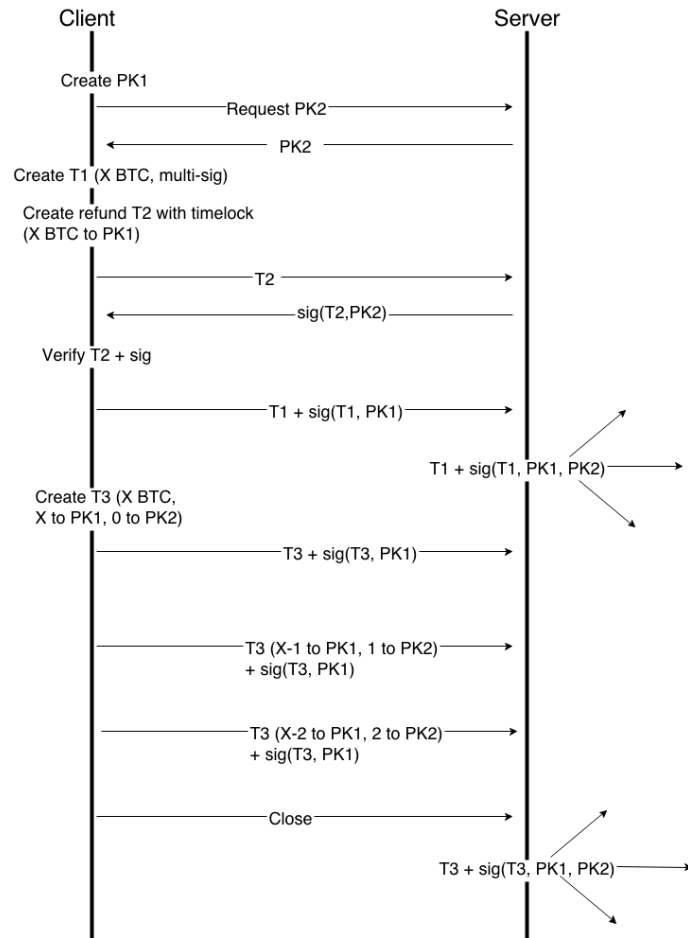 Client
Server
Create PK1
Request PK2
PK2
Create T1 (X BTC, multi-sig)
Create refund T2 with timelock
(X BTC to PK1)
T2
sig(T2,PK2)
Verify T2 + sig
T1 + sig(T1, PK1)
T1 + sig(T1, PK1, PK2)
Create T3 (X BTC,
X to PK1, 0 to PK2)
T3 + sig(T3, PK1)
T3 (X-1 to PK1, 1 to PK2)
+ sig(T3, PK1)
T3 (X-2 to PK1, 2 to PK2)
+ sig(T3, PK1)
Close
T3 + sig(T3, PK1, PK2)